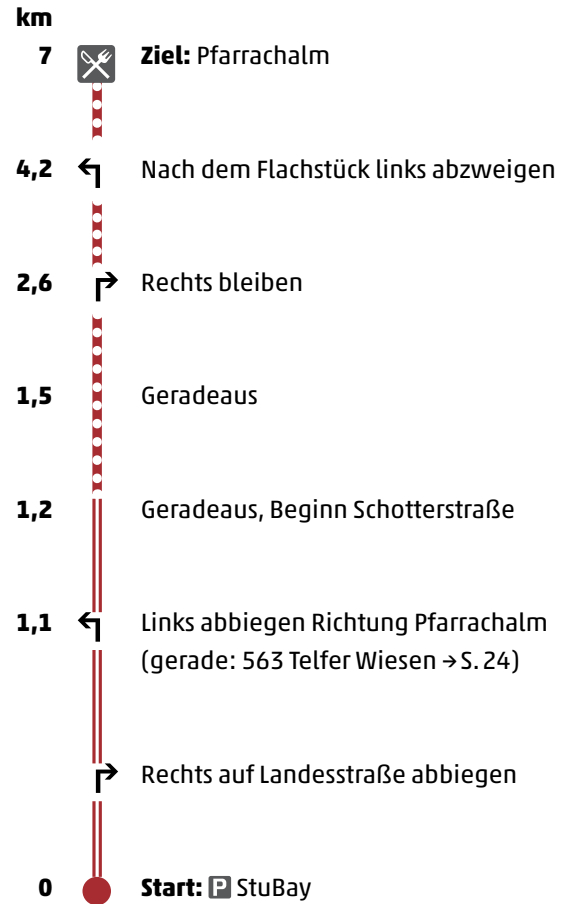 km
7 Ziel: Pfarrachalm
4,2 Nach dem Flachstück links abzweigen
2,6 Rechts bleiben
1,5 Geradeaus
1,2 Geradeaus, Beginn Schotterstraße
1,1 Links abbiegen Richtung Pfarrachalm
(gerade: 563 Telfer Wiesen → S. 24)
Rechts auf Landesstraße abbiegen
0 Start: P StuBay